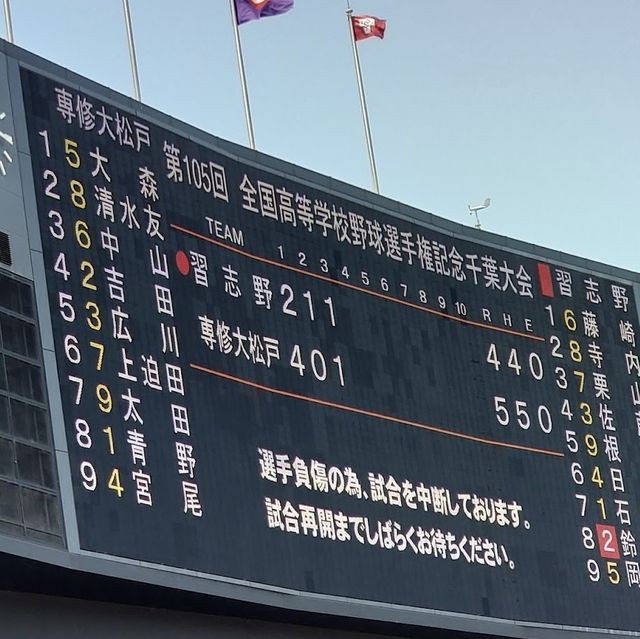 専修大松戸
1 5 大森
2 8 清水友
3 6 中山
4 2 吉田
5 3 広川
6 7 上迫田
7 9 太田
8 1 青野
9 4 宮尾
第105回 全国高等学校野球選手権記念千葉大会
TEAM 1 2 3 4 5 6 7 8 9 10 R H E
習志野 2 1 1 4 4 0
専修大松戸 4 0 1 5 5 0
選手負傷の為、試合を中断しております。
試合再開までしばらくお待ちください。
習志野
1 6 藤崎
2 8 寺内
3 7 栗山
4 3 佐
5 9 根
6 4 日
7 1 石
8 2 鈴
9 5 岡